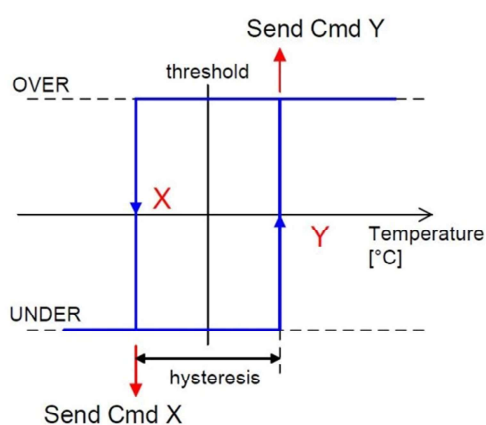 Send Cmd Y
threshold
OVER
X
Y
Temperature
[°C]
UNDER
hysteresis
Send Cmd X